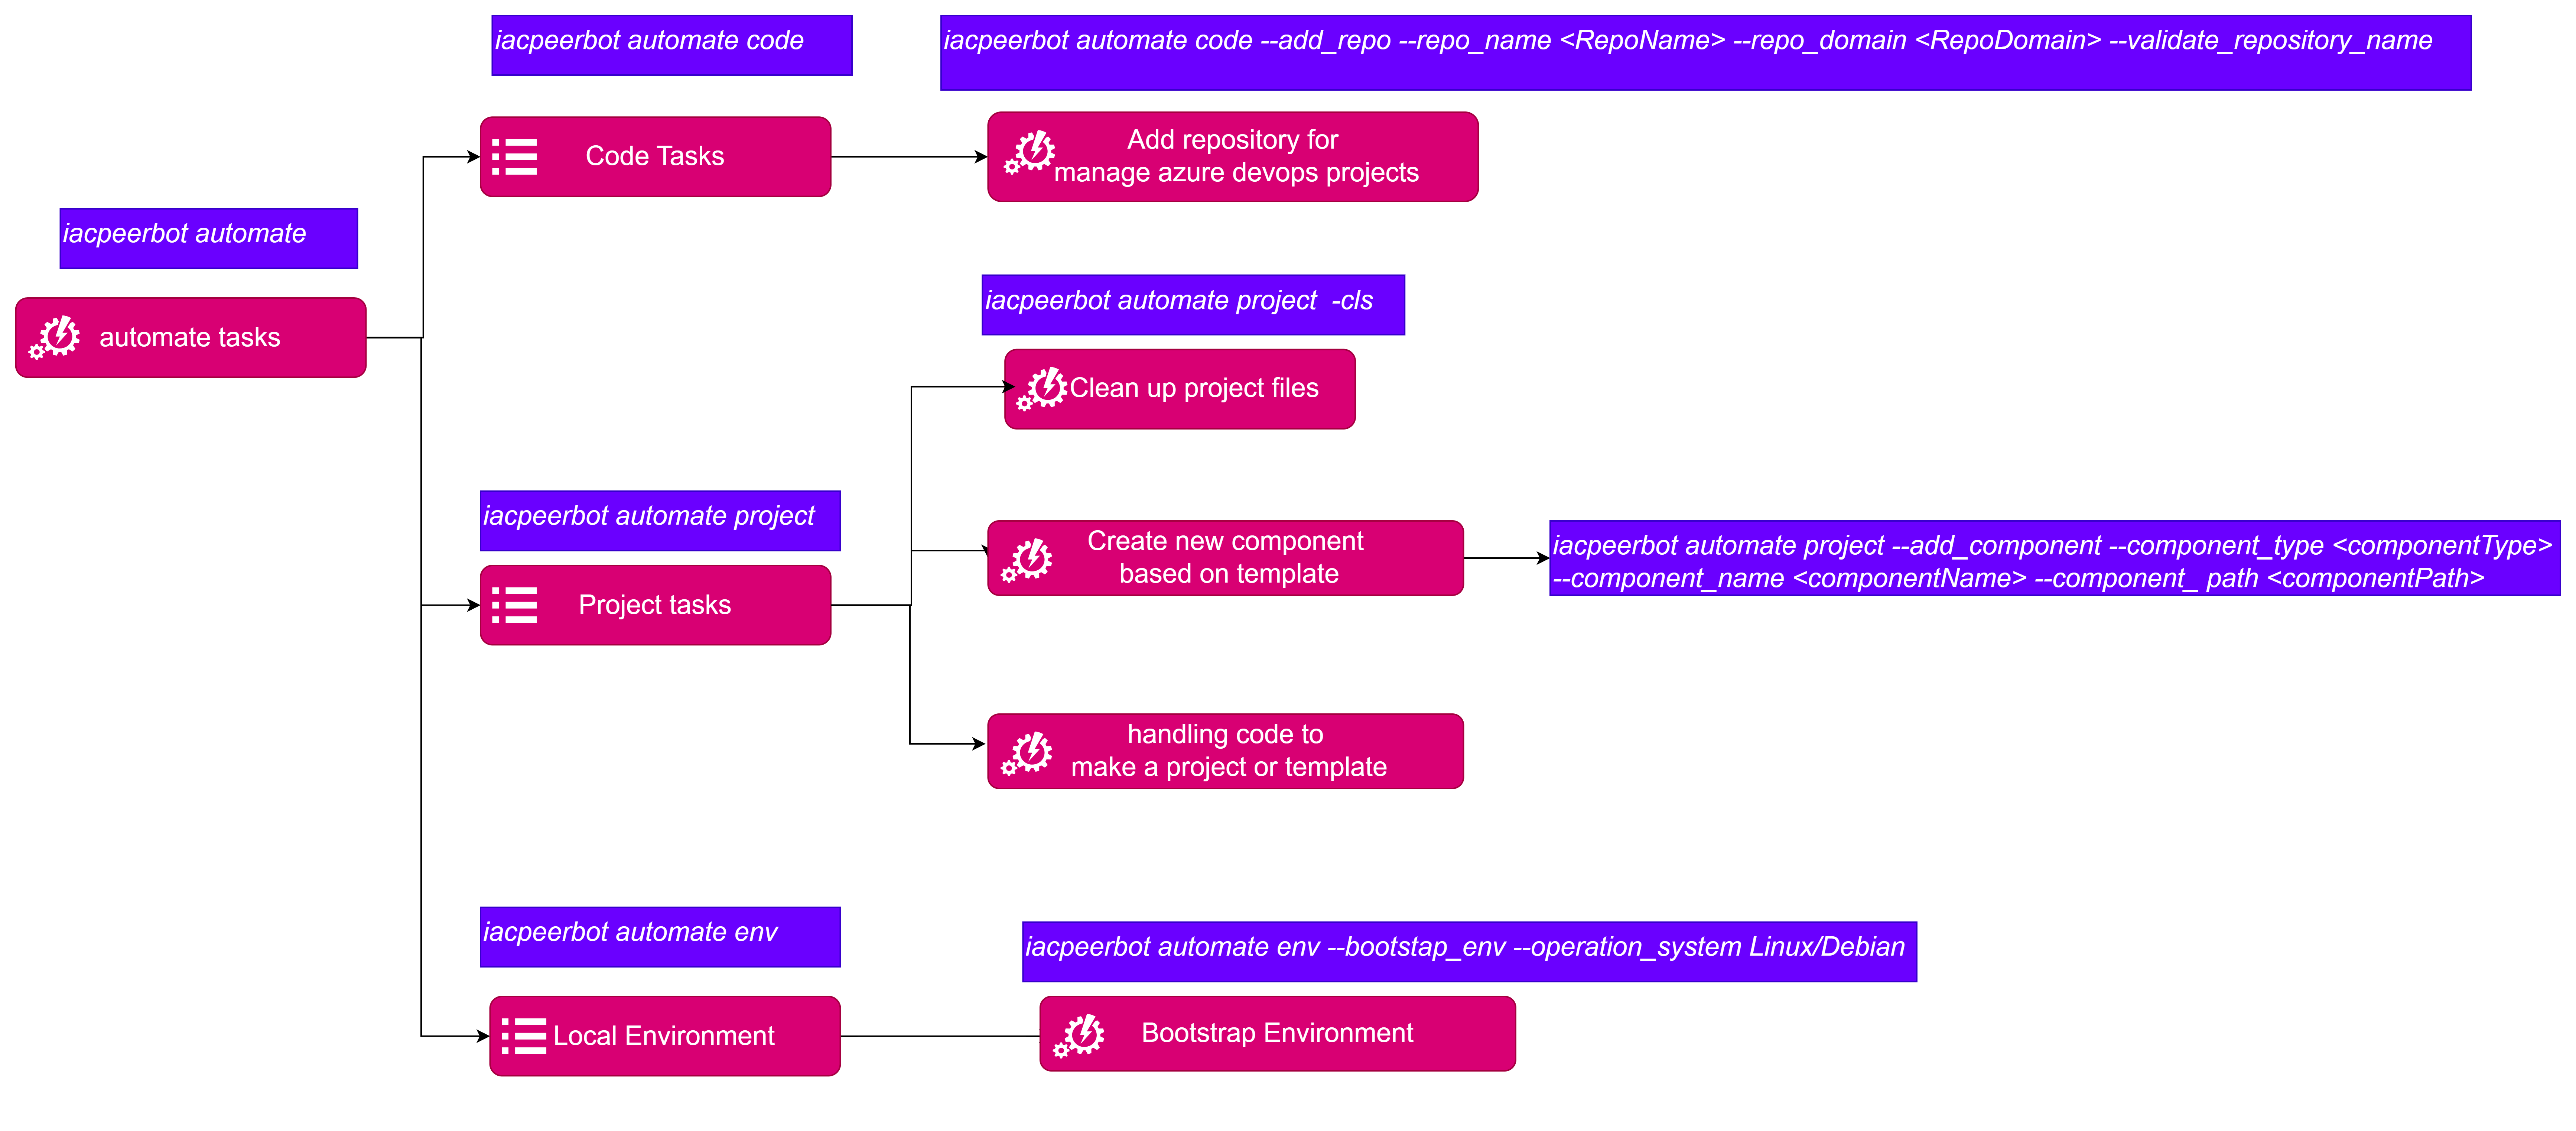 iacpeerbot automate code
iacpeerbot automate code --add_repo --repo_name <RepoName> --repo_domain <RepoDomain> --validate_repository_name
Code Tasks
Add repository for
manage azure devops projects
iacpeerbot automate
automate tasks
iacpeerbot automate project -cls
Clean up project files
iacpeerbot automate project
Project tasks
Create new component
based on template
iacpeerbot automate project --add_component --component_type <componentType>
--component_name <componentName> --component_ path <componentPath>
handling code to
make a project or template
iacpeerbot automate env
iacpeerbot automate env --bootstap_env --operation_system Linux/Debian
Local Environment
Bootstrap Environment